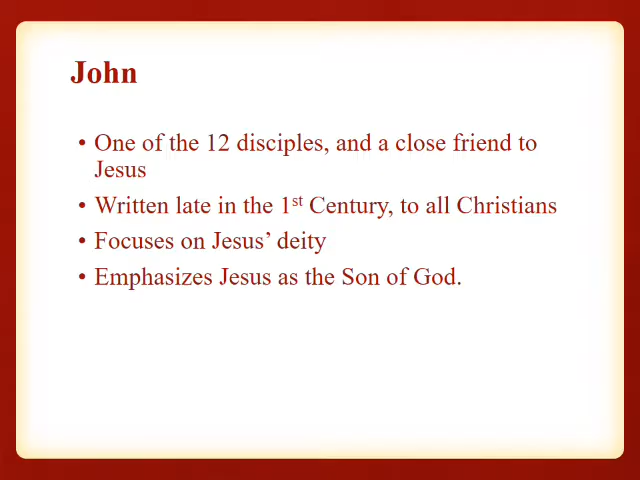 John
• One of the 12 disciples, and a close friend to
Jesus
• Written late in the 1st Century, to all Christians
• Focuses on Jesus’ deity
• Emphasizes Jesus as the Son of God.